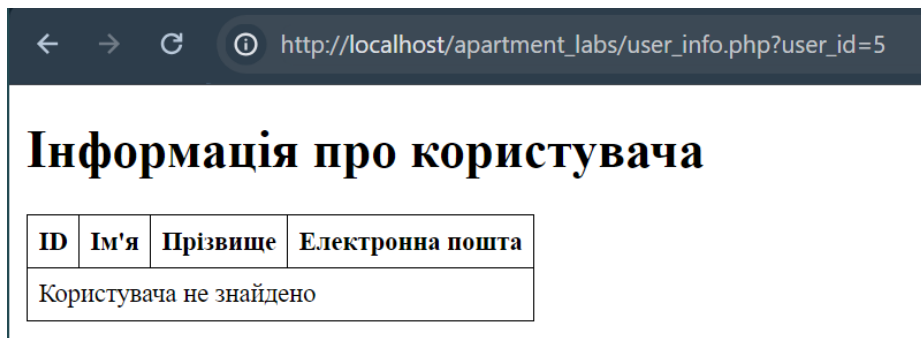 http://localhost/apartment_labs/user_info.php?user_id=5
Інформація про користувача
ID Ім'я Прізвище Електронна пошта
Користувача не знайдено